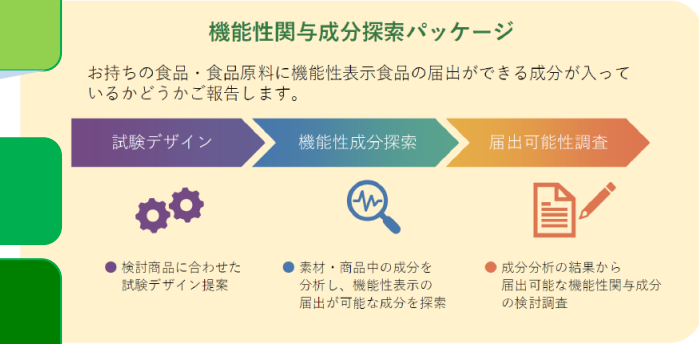 機能性関与成分探索パッケージ
お持ちの食品・食品原料に機能性表示食品の届出ができる成分が入って
いるかどうかご報告します。
試験デザイン
機能性成分探索
届出可能性調査
● 検討商品に合わせた
試験デザイン提案
● 素材・商品中の成分を
分析し、機能性表示の
届出が可能な成分を探索
● 成分分析の結果から
届出可能な機能性関与成分
の検討調査